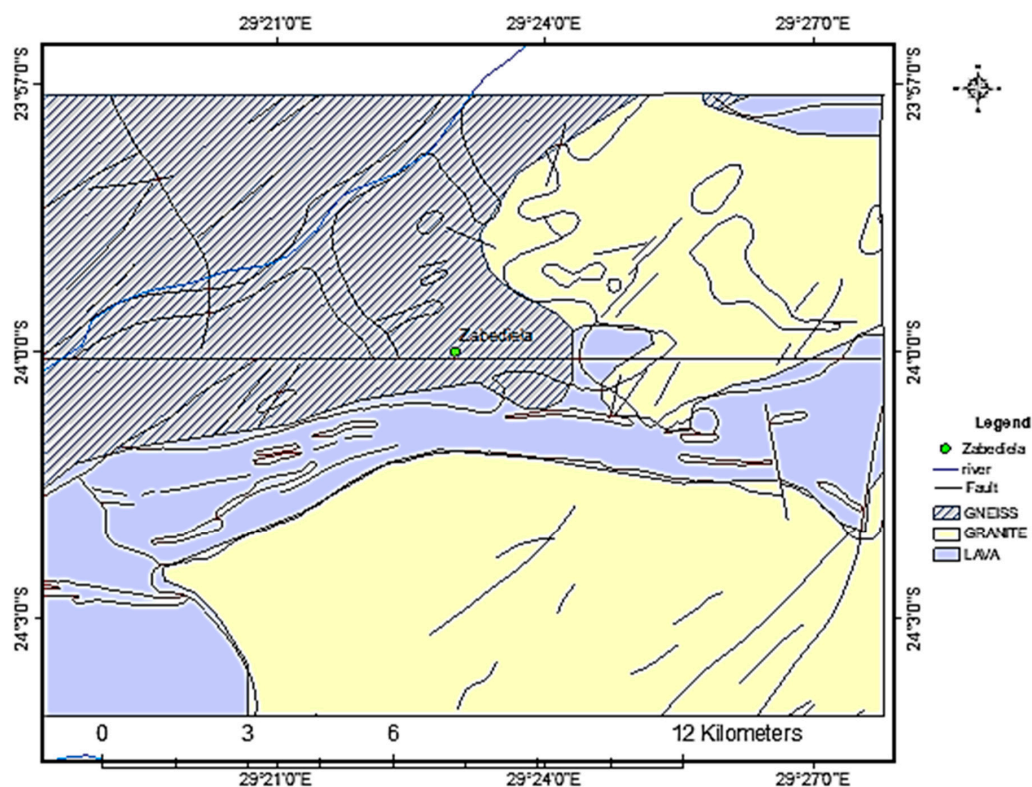 29°21'0"E 29°24'0"E 29°27'0"E
23°57'0"S 23°57'0"S
Zabediela
24°0'0"S 24°0'0"S
Legend
Zabediela
river
Fault
GNEISS
GRANITE
LAVA
24°3'0"S 24°3'0"S
0 3 6 12 Kilometers
29°21'0"E 29°24'0"E 29°27'0"E